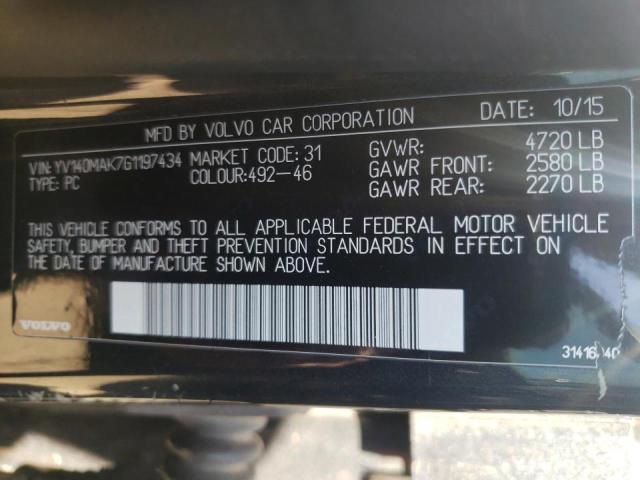 MFD BY VOLVO CAR CORPORATION DATE: 10/15
VIN: YV140MAK7G1197434 MARKET CODE: 31 GVWR: 4720 LB
TYPE: PC COLOUR:492-46 GAWR FRONT: 2580 LB
GAWR REAR: 2270 LB
THIS VEHICLE CONFORMS TO ALL APPLICABLE FEDERAL MOTOR VEHICLE
SAFETY, BUMPER AND THEFT PREVENTION STANDARDS IN EFFECT ON
THE DATE OF MANUFACTURE SHOWN ABOVE.
VOLVO